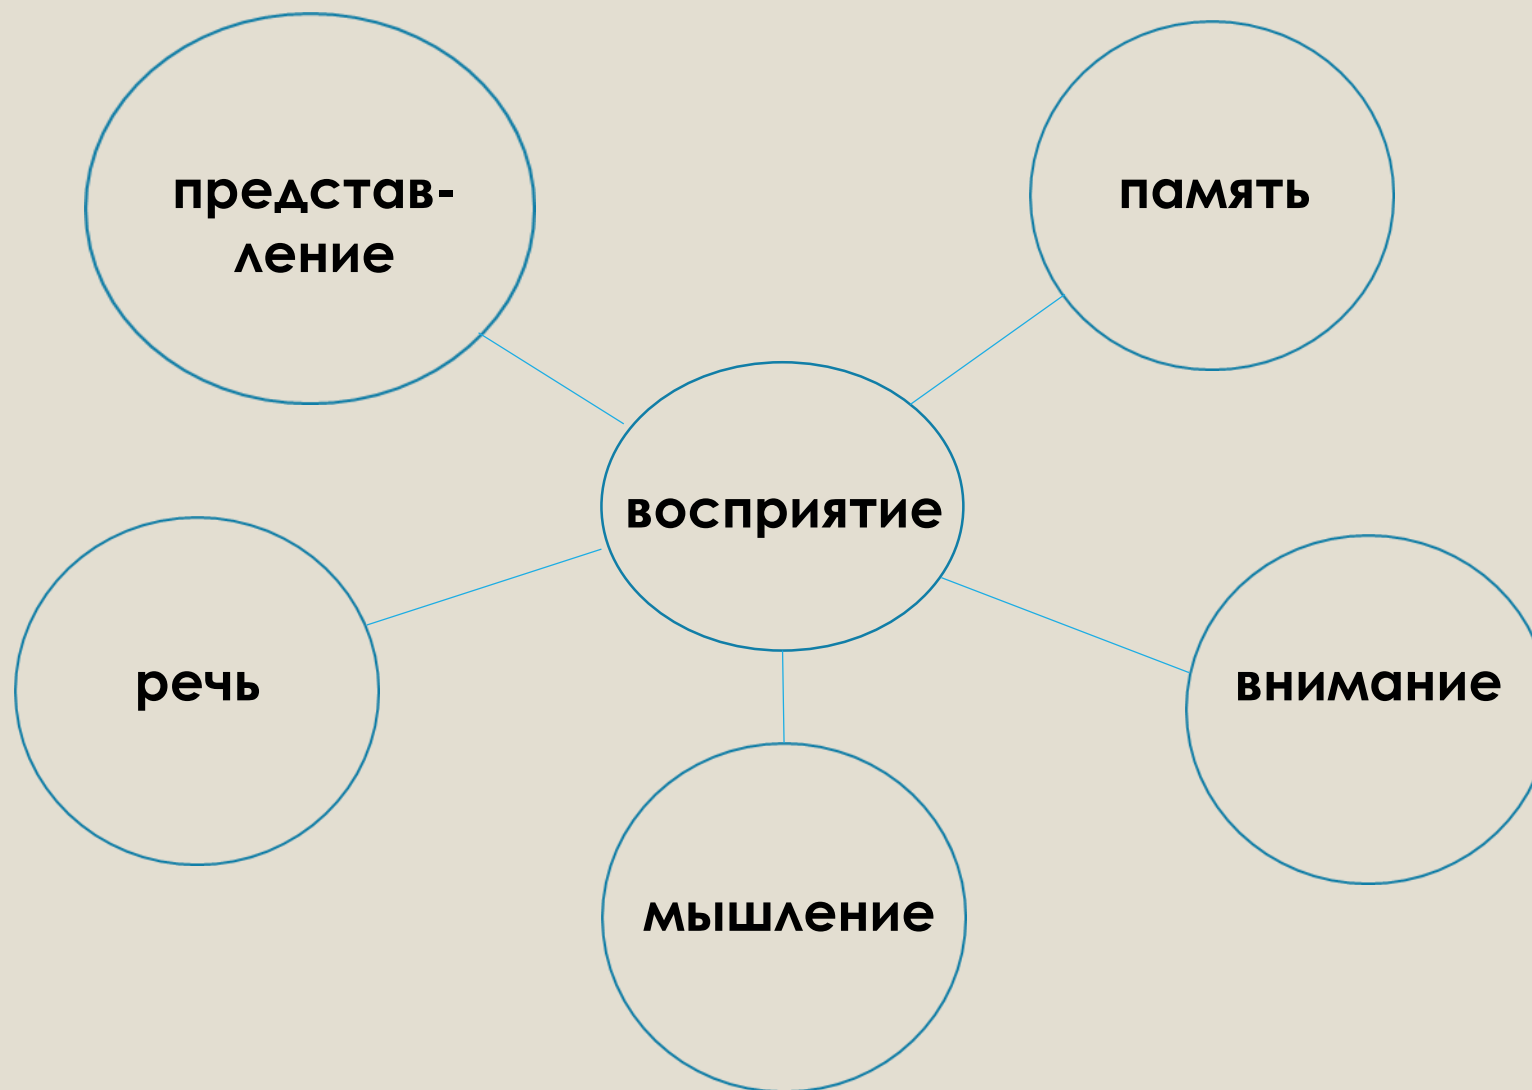 представ-
ление
память
восприятие
речь
внимание
мышление